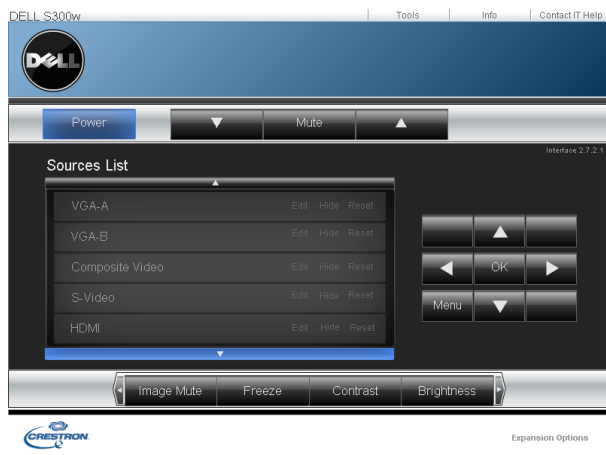 DELL S300w
Tools Info Contact IT Help
DELL
Power Mute
Interface 2.7.2.1
Sources List
VGA-A Edit Hide Reset
VGA-B Edit Hide Reset
Composite Video Edit Hide Reset
S-Video Edit Hide Reset
HDMI Edit Hide Reset
OK
Menu
Image Mute Freeze Contrast Brightness
CRESTRON
Expansion Options